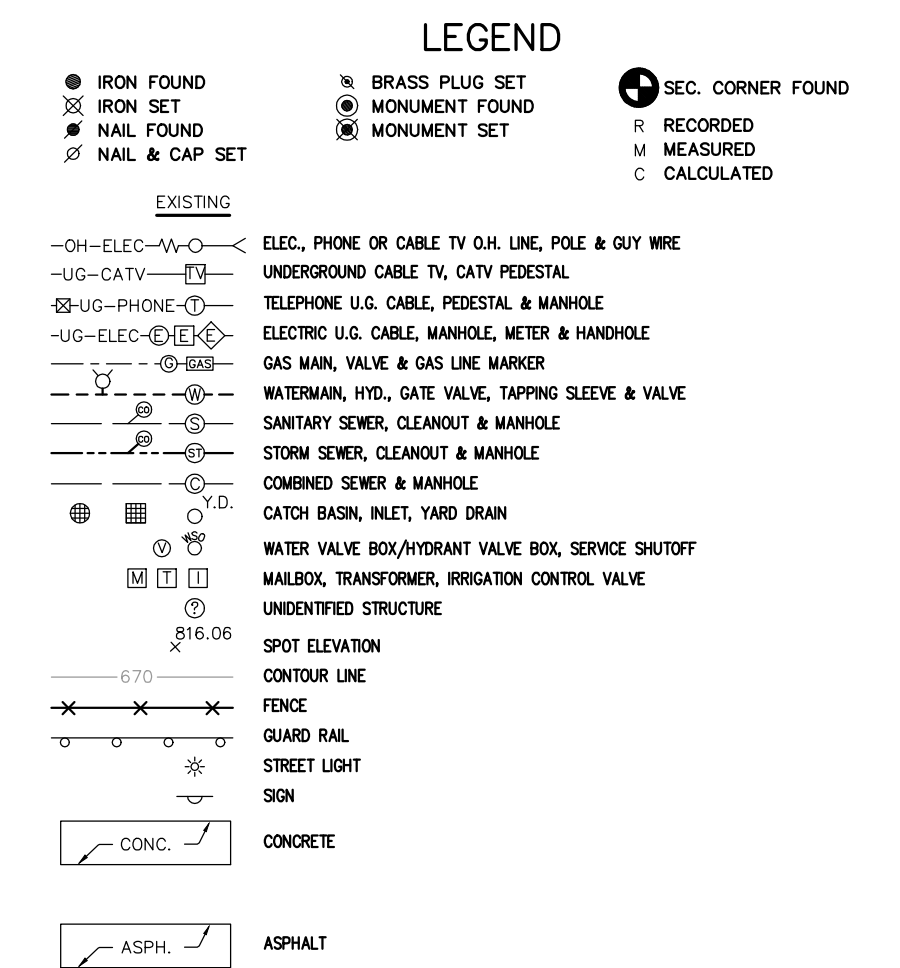 LEGEND
IRON FOUND
IRON SET
NAIL FOUND
NAIL & CAP SET
BRASS PLUG SET
MONUMENT FOUND
MONUMENT SET
SEC. CORNER FOUND
R RECORDED
M MEASURED
C CALCULATED
EXISTING
OH-ELEC ELEC., PHONE OR CABLE TV O.H. LINE, POLE & GUY WIRE
UG-CATV TV UNDERGROUND CABLE TV, CATV PEDESTAL
UG-PHONE T TELEPHONE U.G. CABLE, PEDESTAL & MANHOLE
UG-ELEC E E E ELECTRIC U.G. CABLE, MANHOLE, METER & HANDHOLE
G GAS GAS MAIN, VALVE & GAS LINE MARKER
W WATERMAIN, HYD., GATE VALVE, TAPPING SLEEVE & VALVE
CO S SANITARY SEWER, CLEANOUT & MANHOLE
CO ST STORM SEWER, CLEANOUT & MANHOLE
C COMBINED SEWER & MANHOLE
Y.D. CATCH BASIN, INLET, YARD DRAIN
V WSO WATER VALVE BOX/HYDRANT VALVE BOX, SERVICE SHUTOFF
M T I MAILBOX, TRANSFORMER, IRRIGATION CONTROL VALVE
? UNIDENTIFIED STRUCTURE
816.06 SPOT ELEVATION
670 CONTOUR LINE
FENCE
GUARD RAIL
STREET LIGHT
SIGN
CONC. CONCRETE
ASPH. ASPHALT